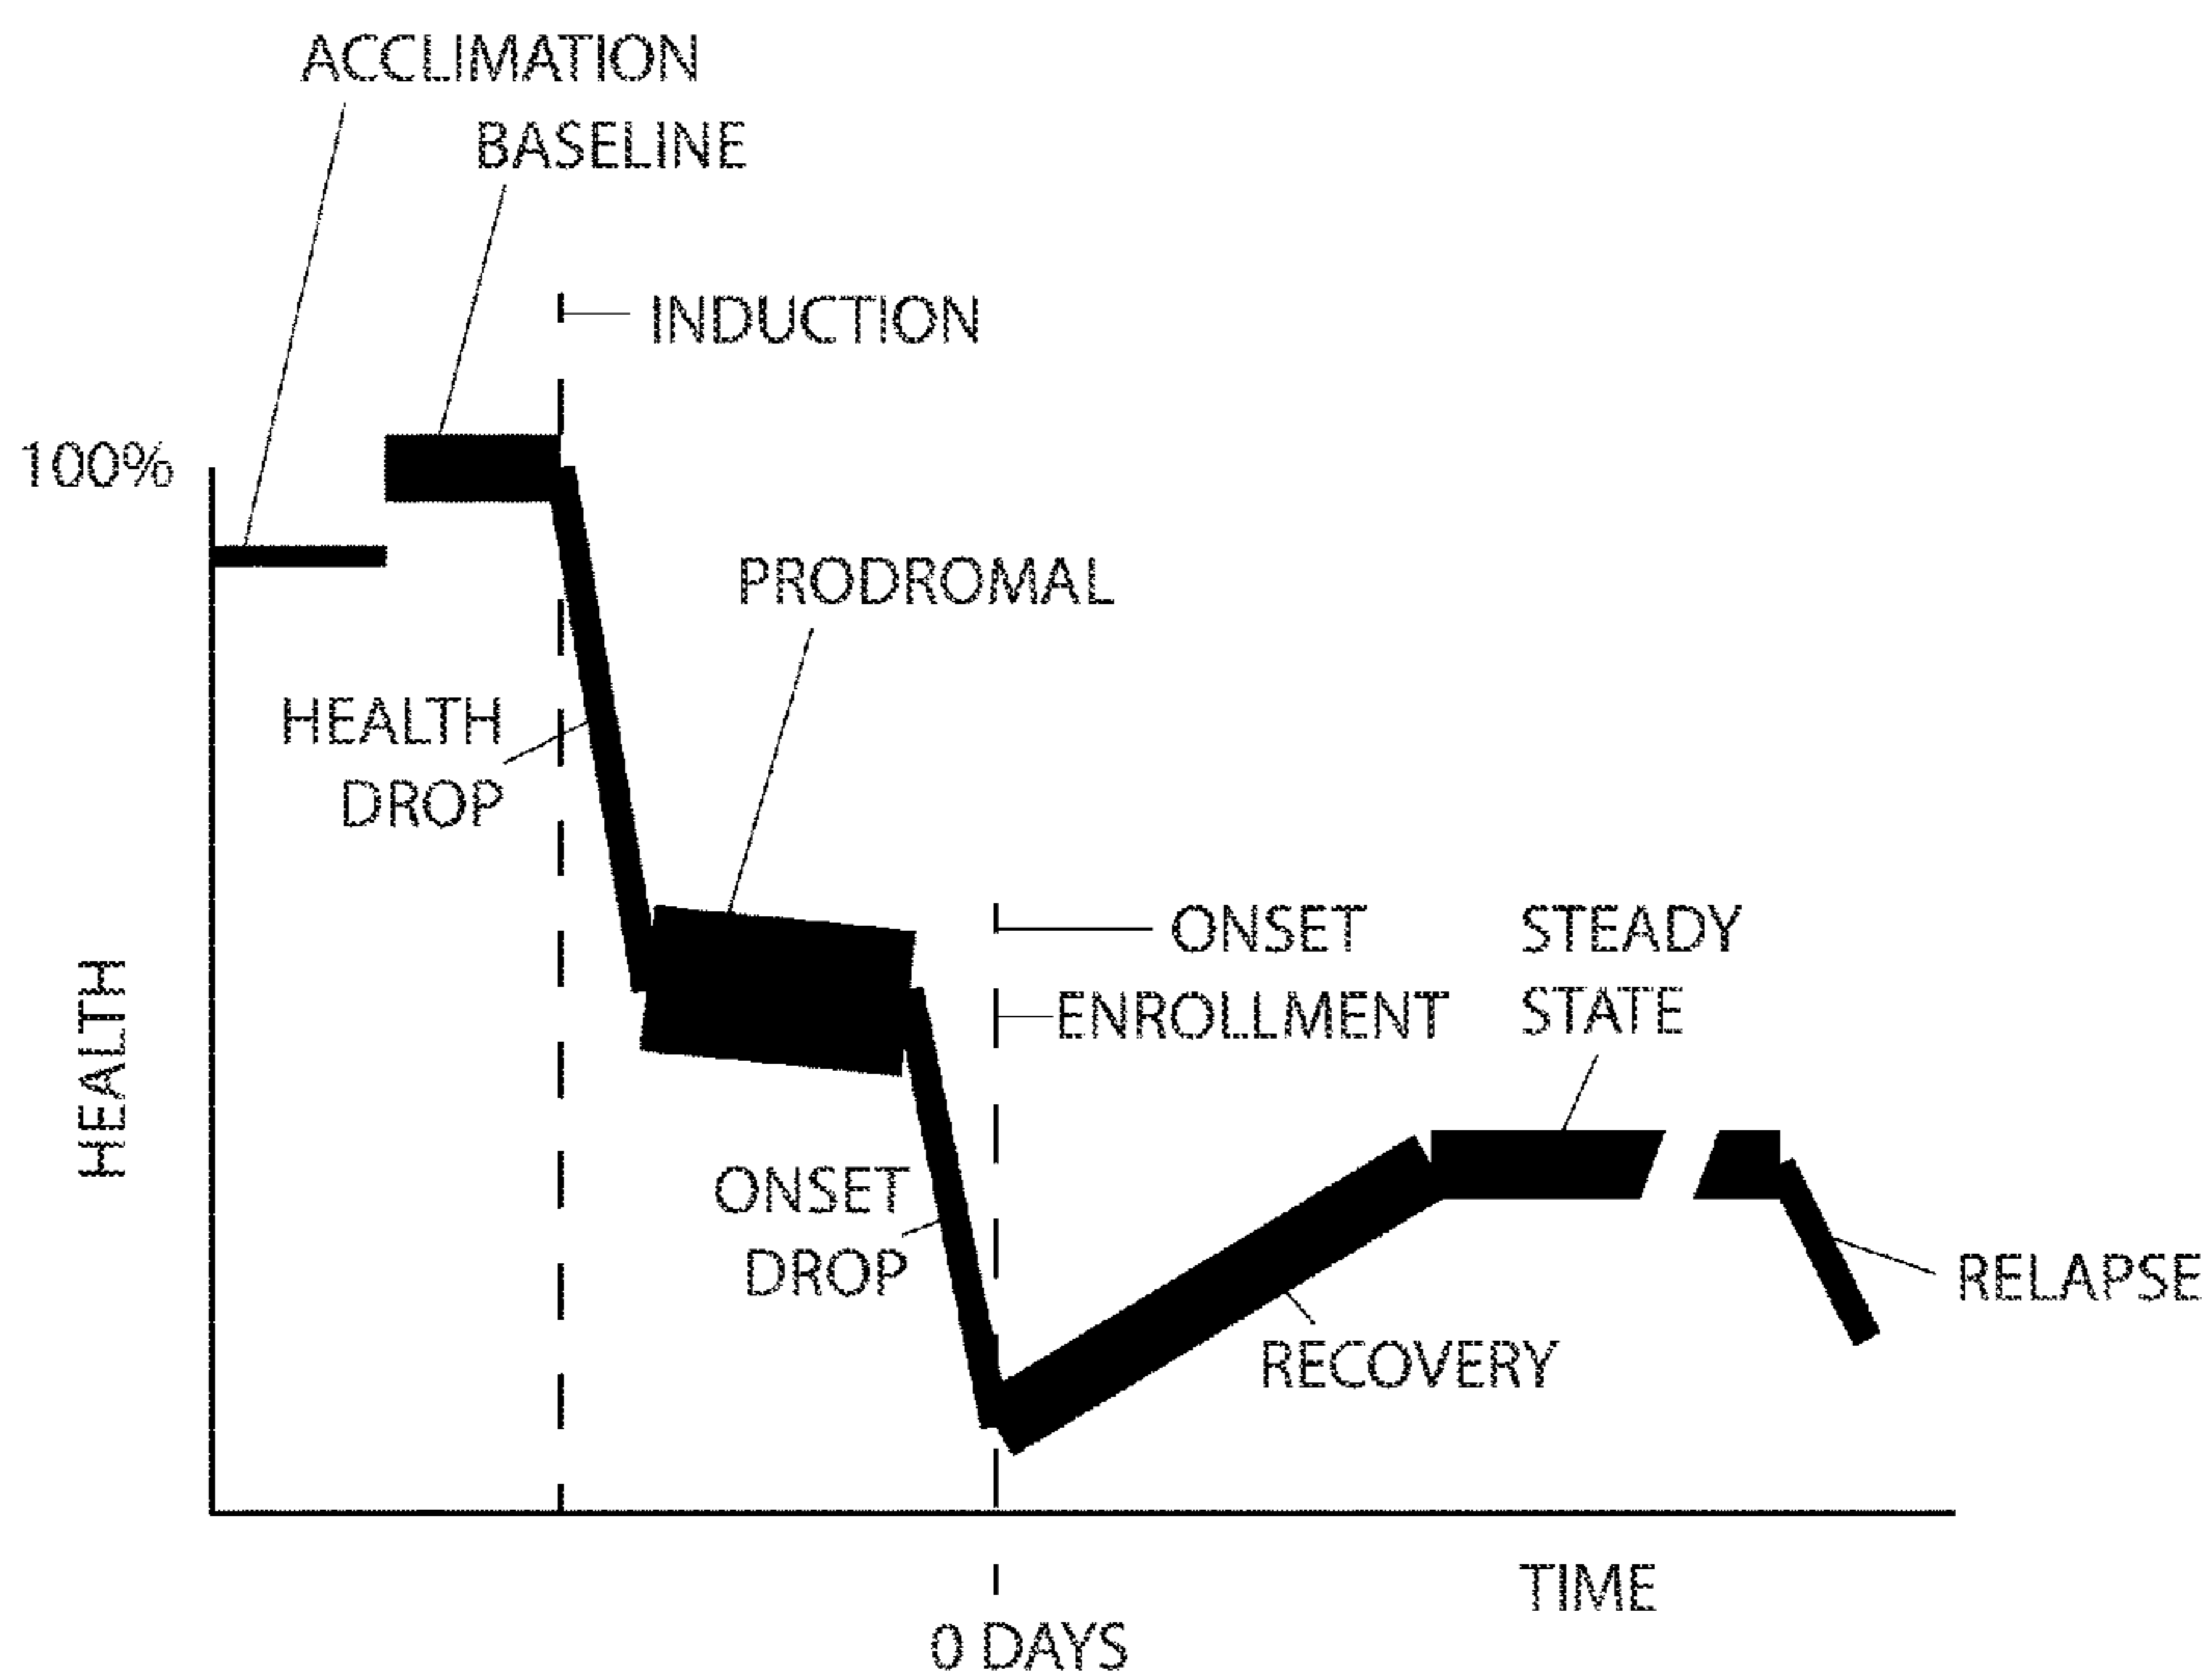 ACCLIMATION
BASELINE
INDUCTION
100%
PRODROMAL
HEALTH
DROP
HEALTH
ONSET
ENROLLMENT
STEADY
STATE
ONSET
DROP
RELAPSE
RECOVERY
TIME
0 DAYS